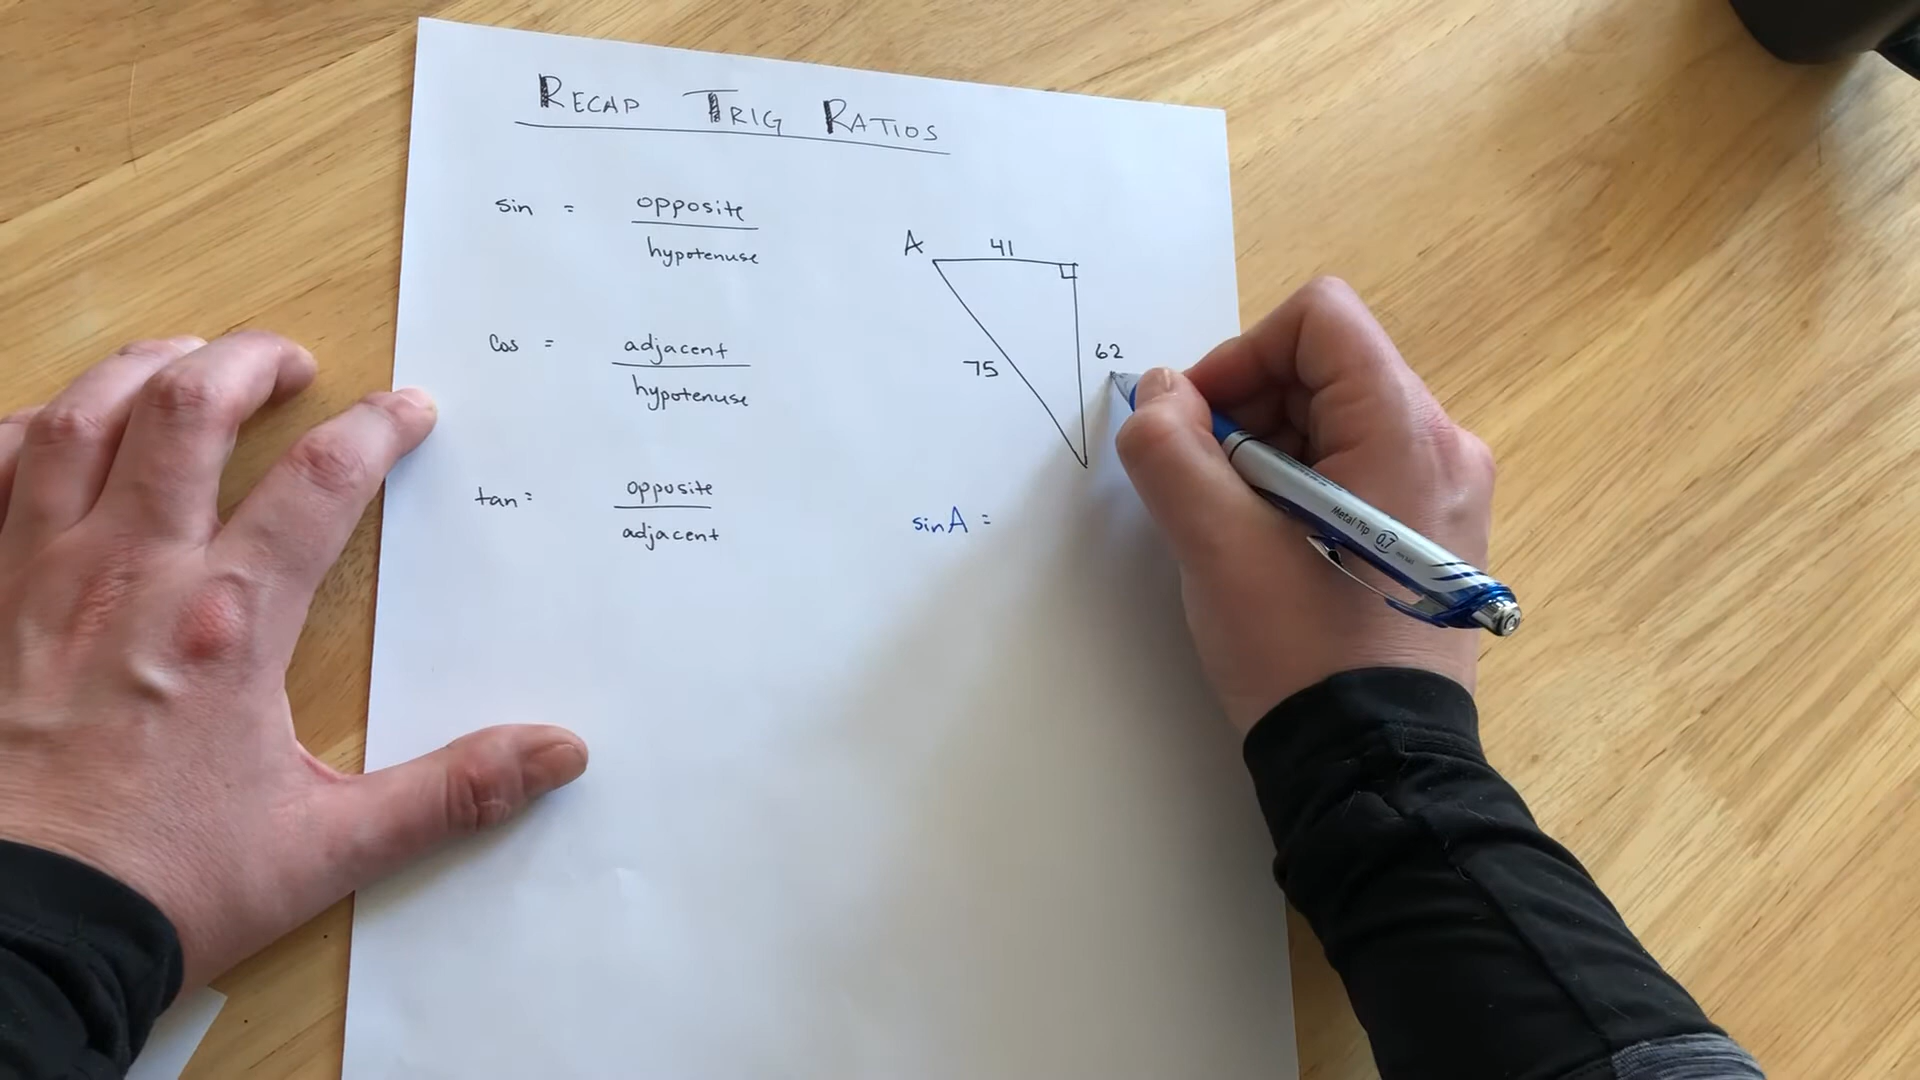 RECAP TRIG RATIOS
sin = opposite
hypotenuse
Cos = adjacent
hypotenuse
tan = opposite
adjacent
A
41
62
75
sinA =
Metal Tip 0.7